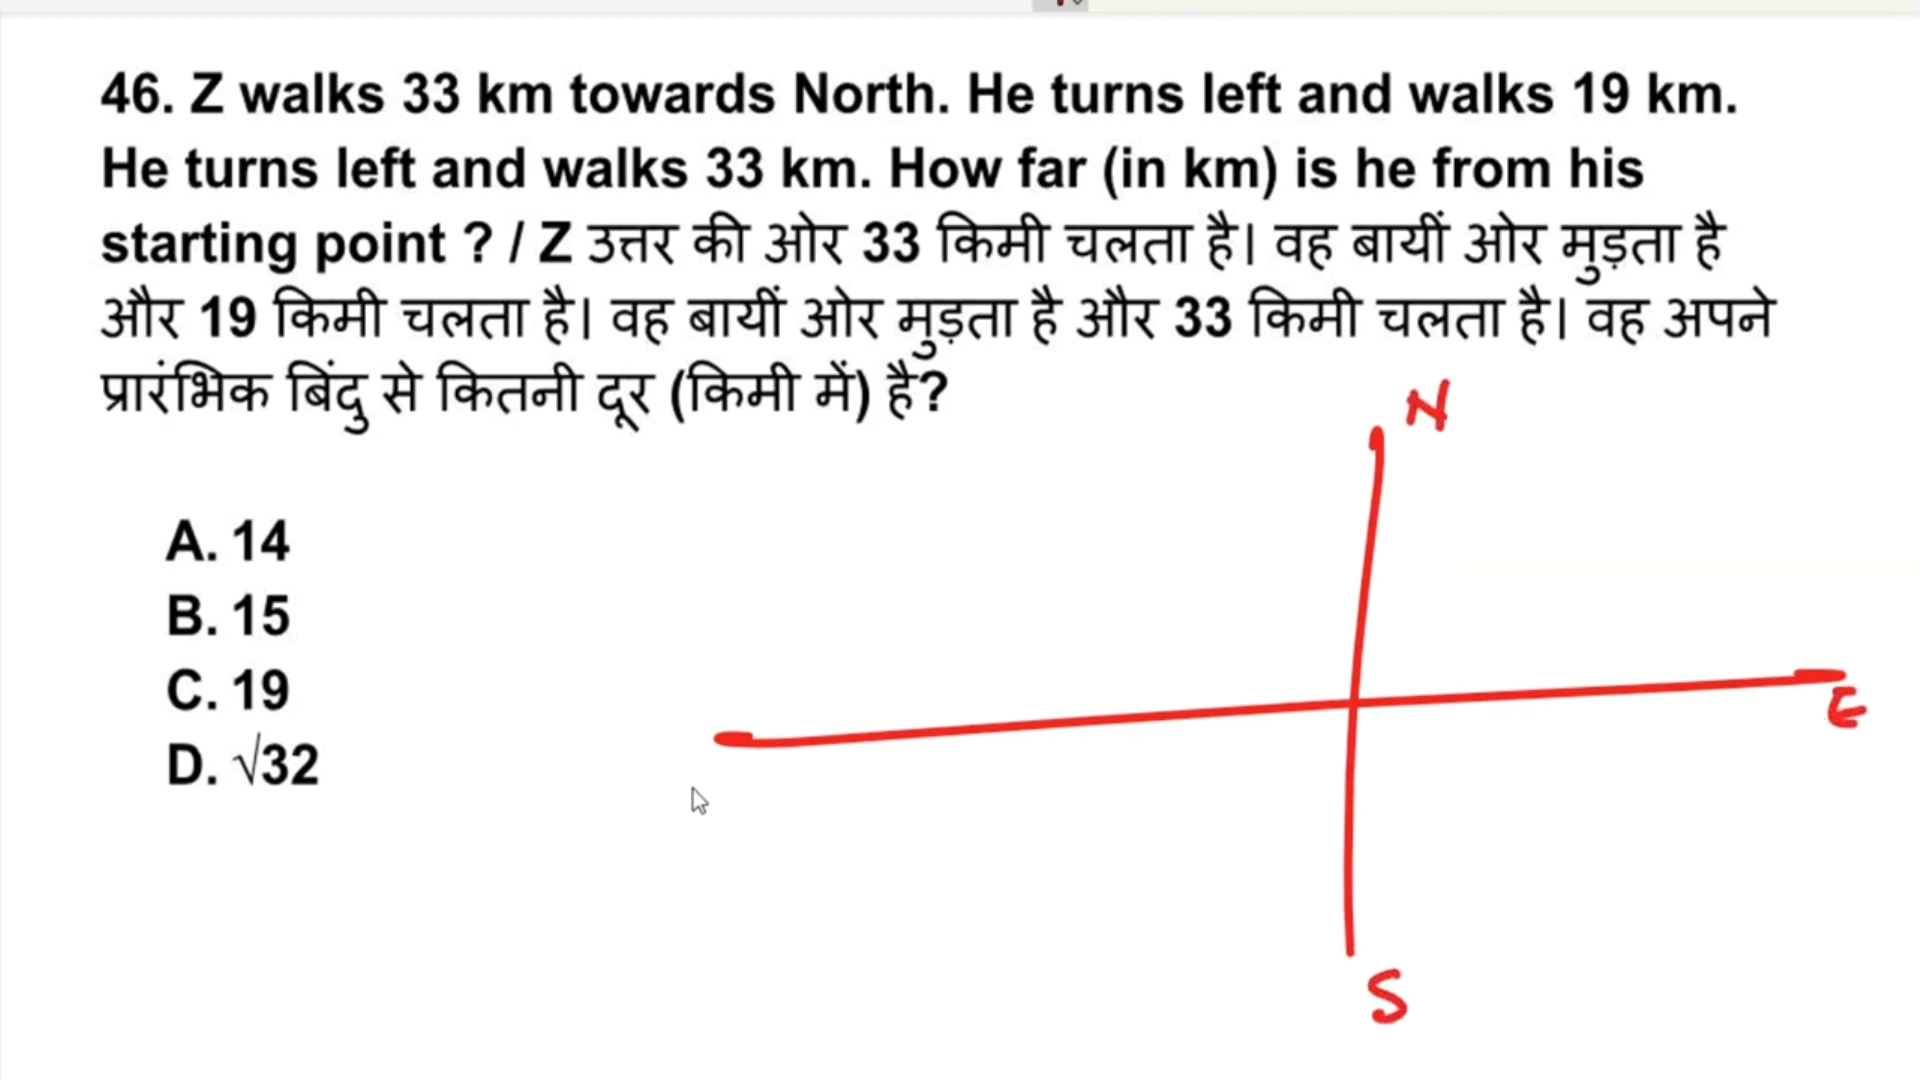 46. Z walks 33 km towards North. He turns left and walks 19 km.
He turns left and walks 33 km. How far (in km) is he from his
starting point ? / Z उत्तर की ओर 33 किमी चलता है। वह बायीं ओर मुड़ता है
और 19 किमी चलता है। वह बायीं ओर मुड़ता है और 33 किमी चलता है। वह अपने
प्रारंभिक बिंदु से कितनी दूर (किमी में) है?
N
A. 14
B. 15
C. 19
E
D. √32
S